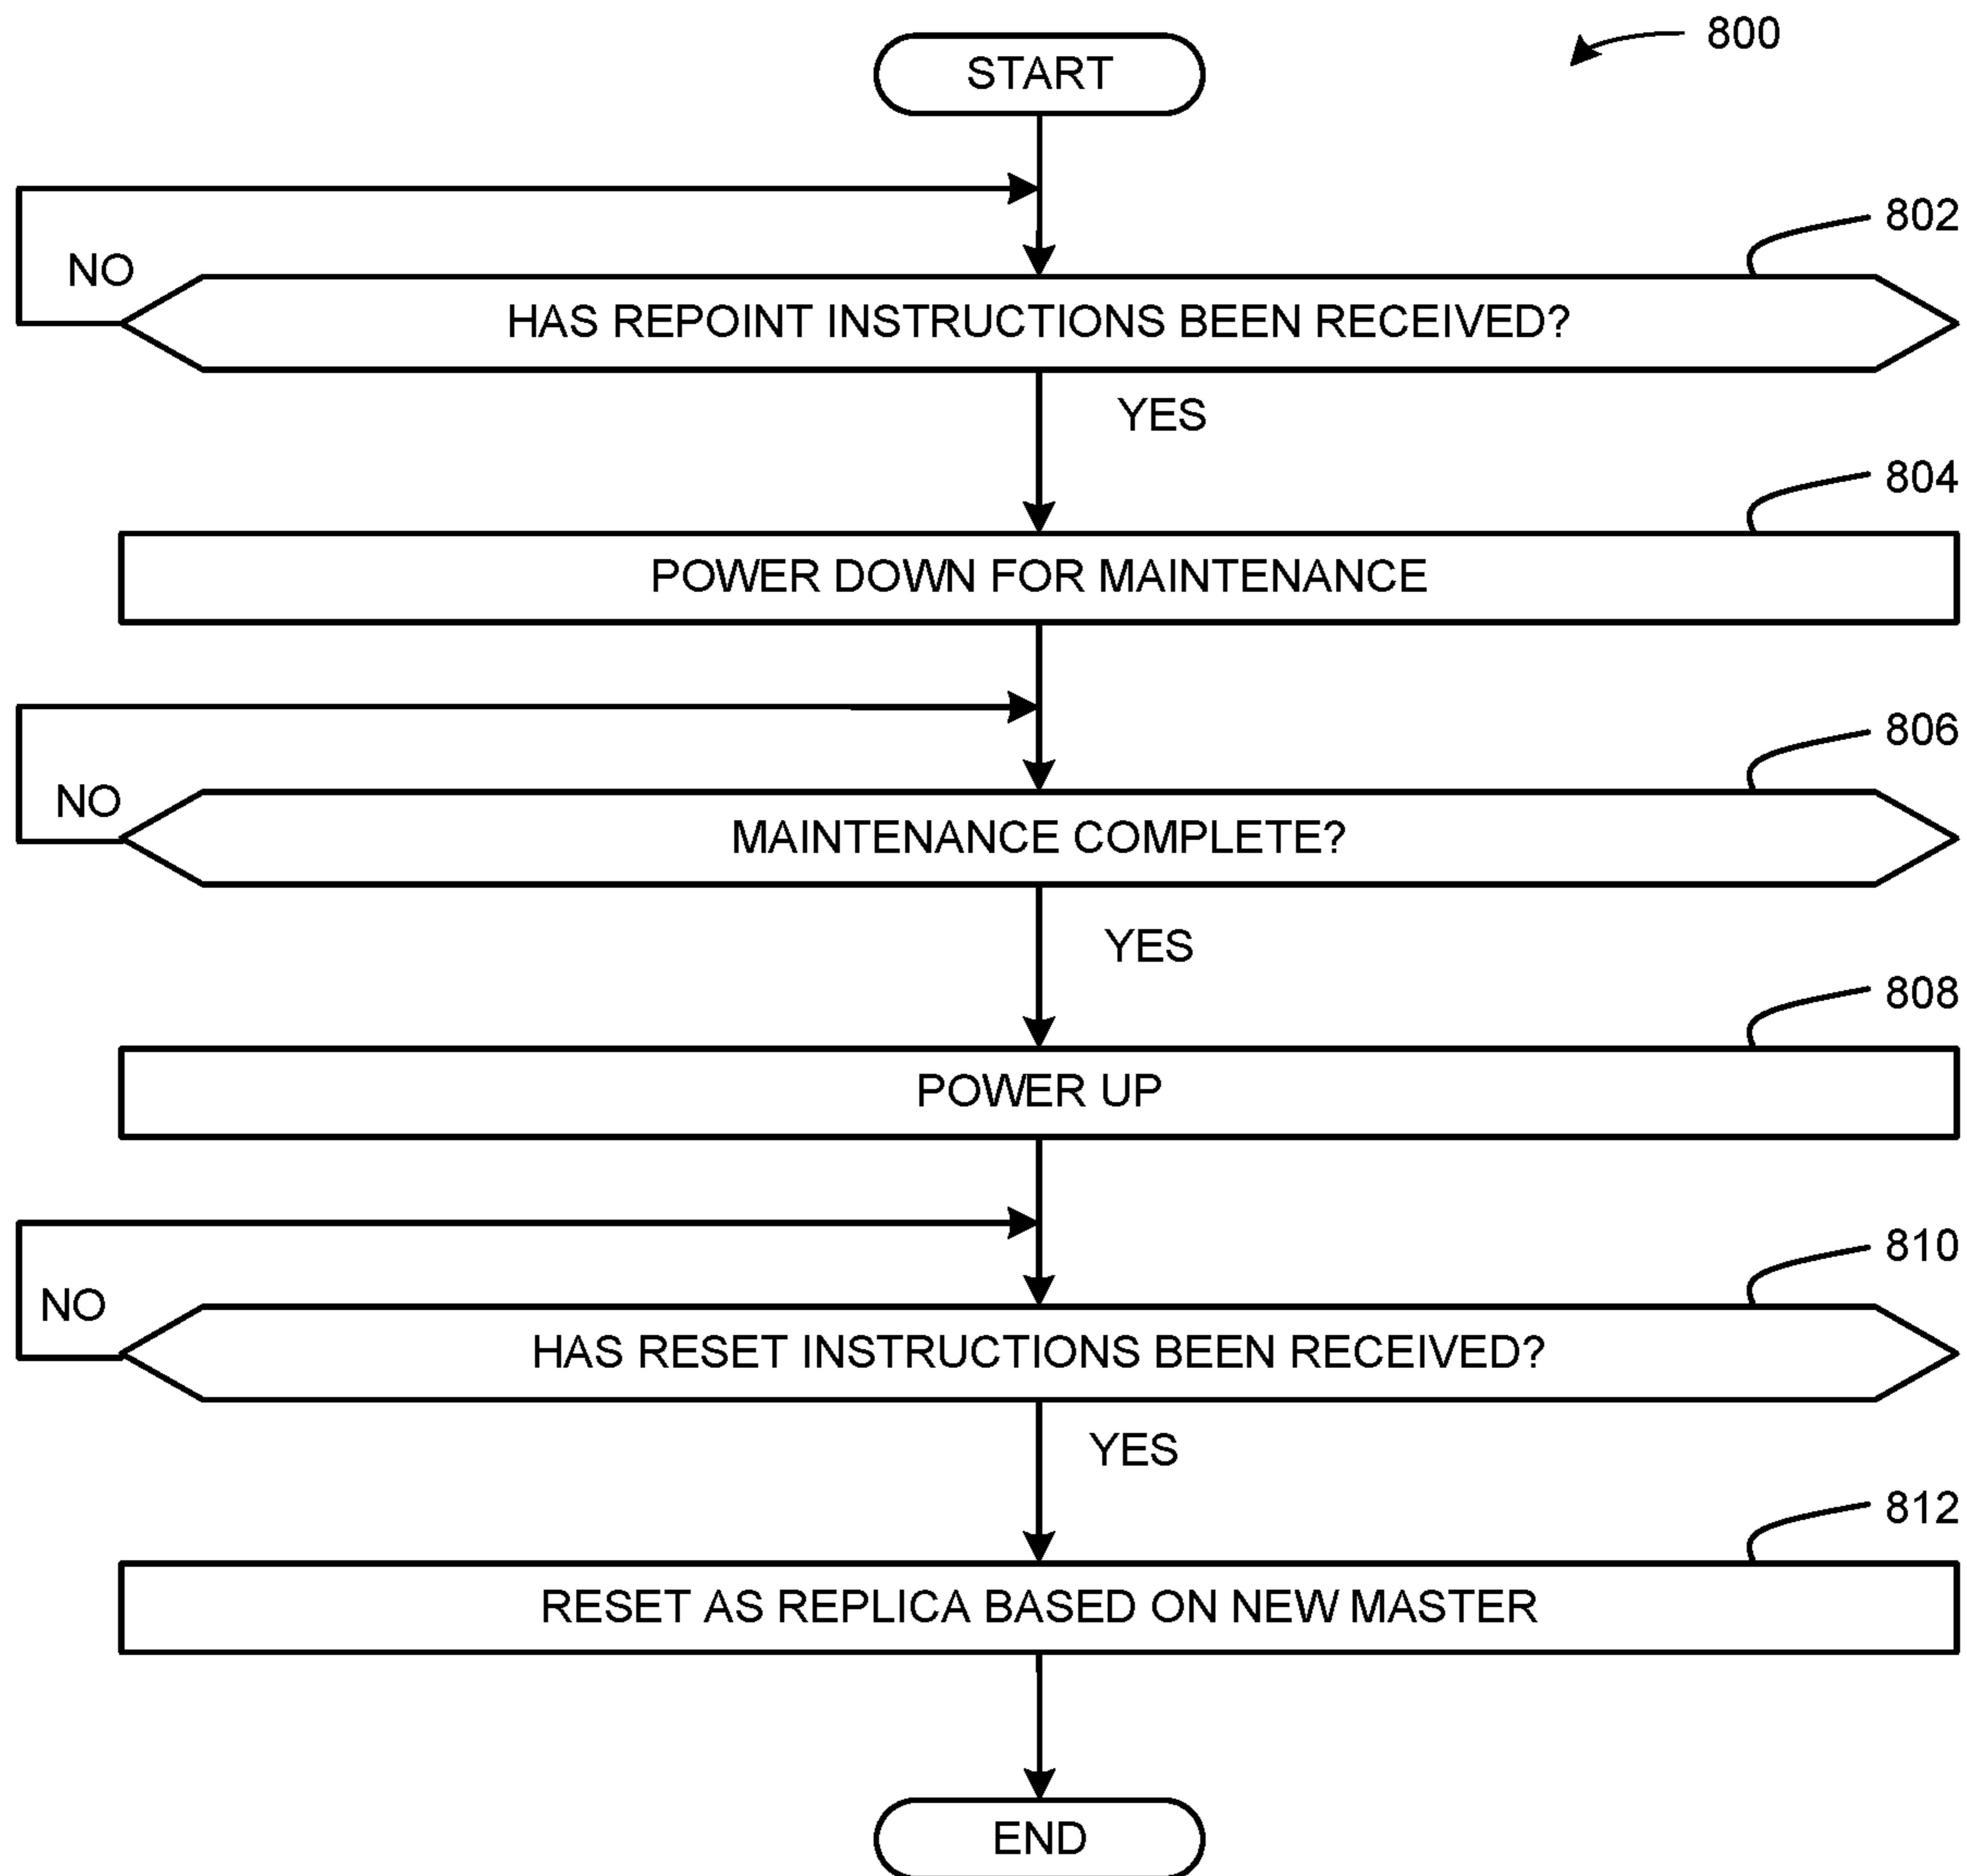 800
START
802
NO
HAS REPOINT INSTRUCTIONS BEEN RECEIVED?
YES
804
POWER DOWN FOR MAINTENANCE
806
NO
MAINTENANCE COMPLETE?
YES
808
POWER UP
810
NO
HAS RESET INSTRUCTIONS BEEN RECEIVED?
YES
812
RESET AS REPLICA BASED ON NEW MASTER
END